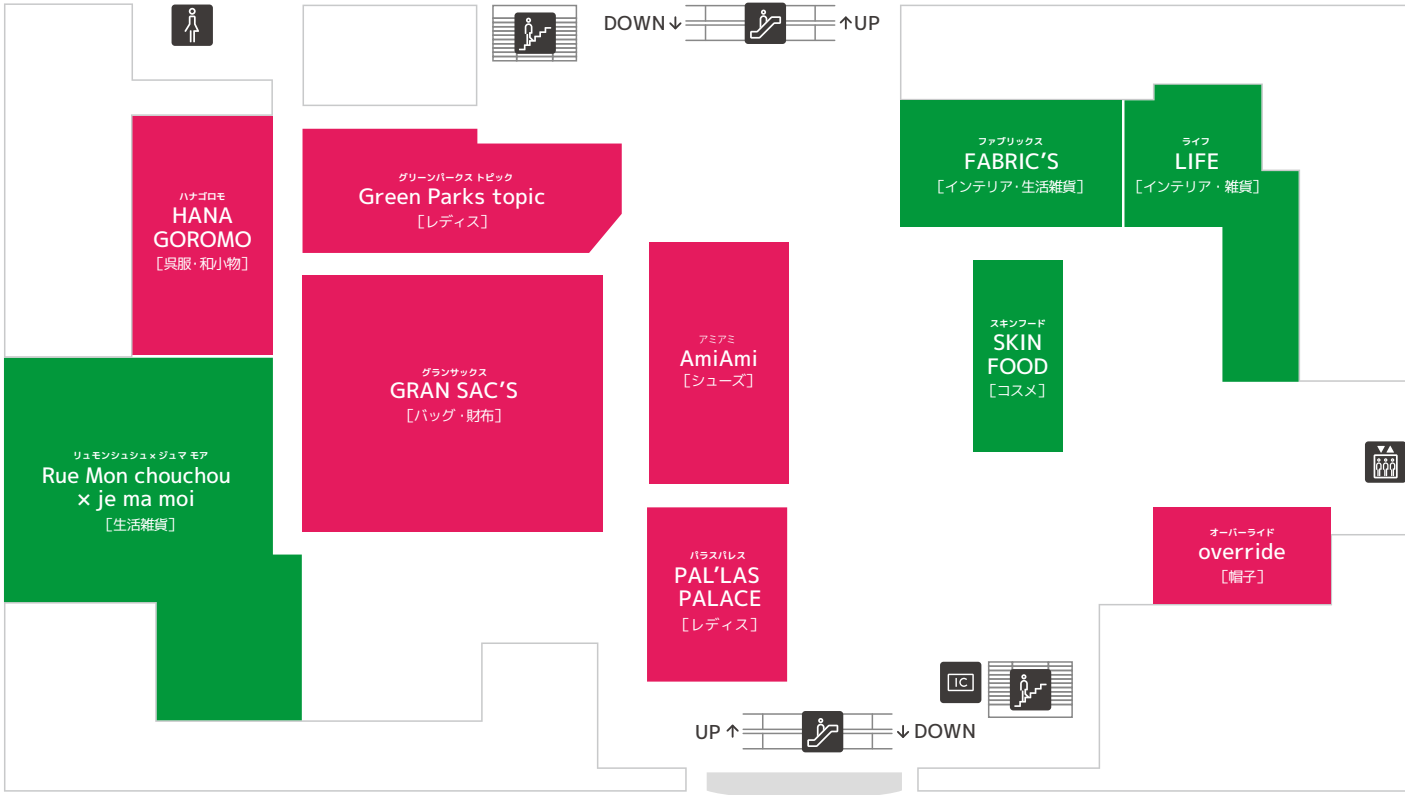 DOWN↓
↑UP
ハナゴロモ
HANA
GOROMO
[呉服・和小物]
グリーンパークス トピック
Green Parks topic
[レディス]
ファブリックス
FABRIC'S
[インテリア・生活雑貨]
ライフ
LIFE
[インテリア・雑貨]
グランサックス
GRAN SAC'S
[バッグ・財布]
アミアミ
AmiAmi
[シューズ]
スキンフード
SKIN
FOOD
[コスメ]
リュモンシュシュ×ジュマ モア
Rue Mon chouchou
× je ma moi
[生活雑貨]
パラスパレス
PAL'LAS
PALACE
[レディス]
オーバーライド
override
[帽子]
IC
UP↑
↓DOWN